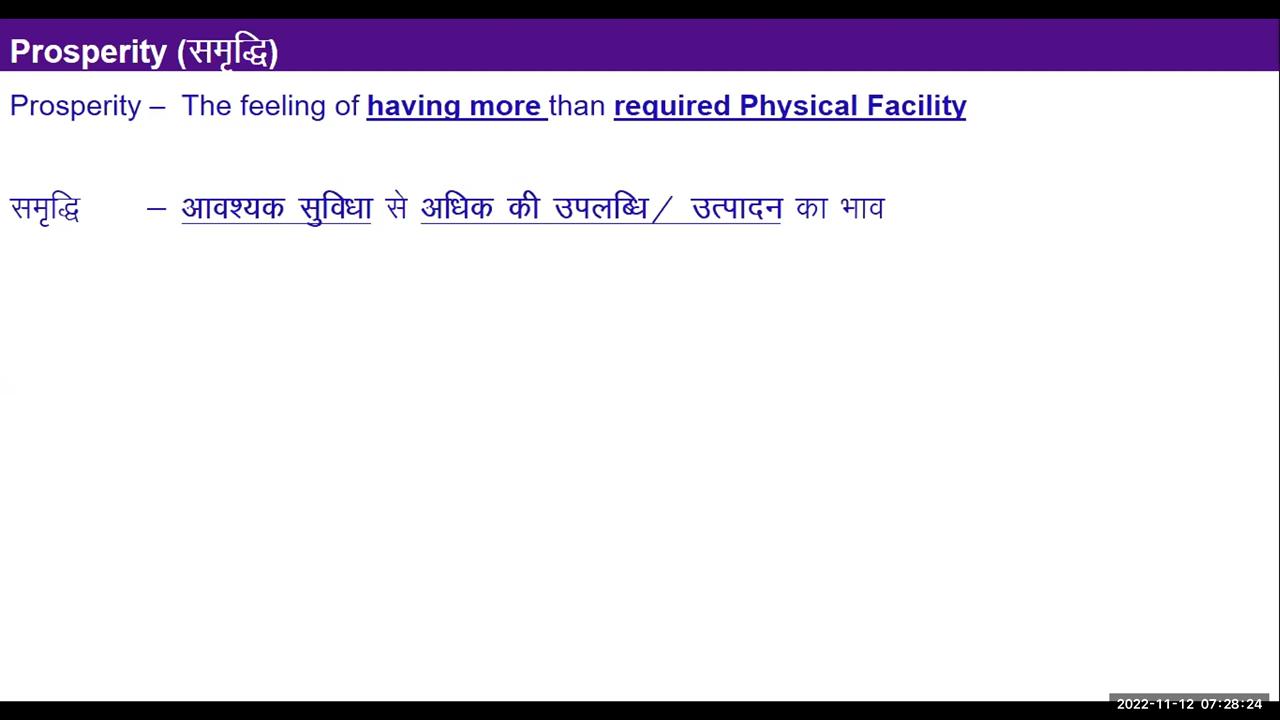 Prosperity (समृद्धि)
Prosperity – The feeling of having more than required Physical Facility
समृद्धि – आवश्यक सुविधा से अधिक की उपलब्धि/ उत्पादन का भाव
2022-11-12 07:28:24